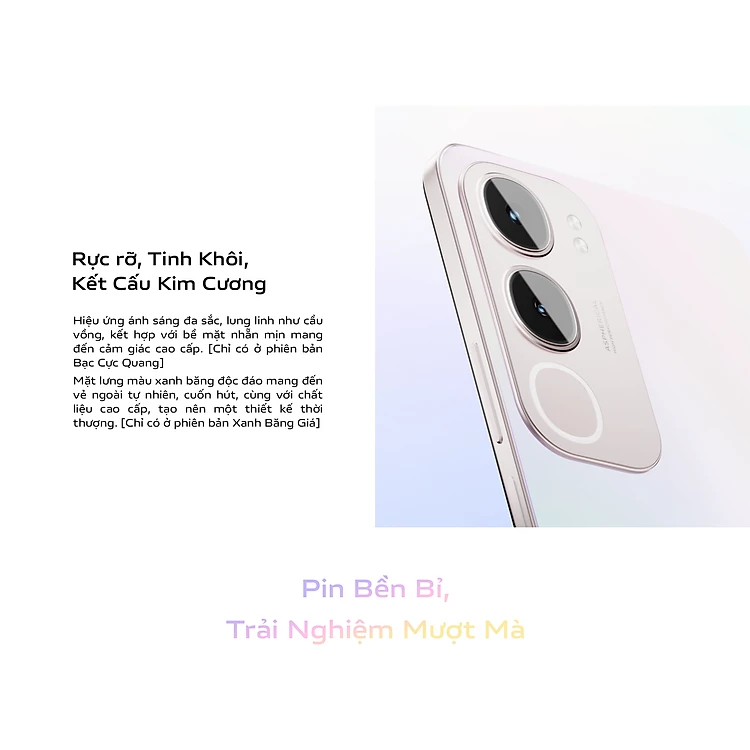 Rực rỡ, Tinh Khôi,
Kết Cấu Kim Cương
Hiệu ứng ánh sáng đa sắc, lung linh như cầu
vồng, kết hợp với bề mặt nhẵn mịn mang
đến cảm giác cao cấp. [Chỉ có ở phiên bản
Bạc Cực Quang]
Mặt lưng màu xanh băng độc đáo mang đến
vẻ ngoài tự nhiên, cuốn hút, cùng với chất
liệu cao cấp, tạo nên một thiết kế thời
thượng. [Chỉ có ở phiên bản Xanh Băng Giá]
ASPHERICAL
Pin Bền Bỉ,
Trải Nghiệm Mượt Mà